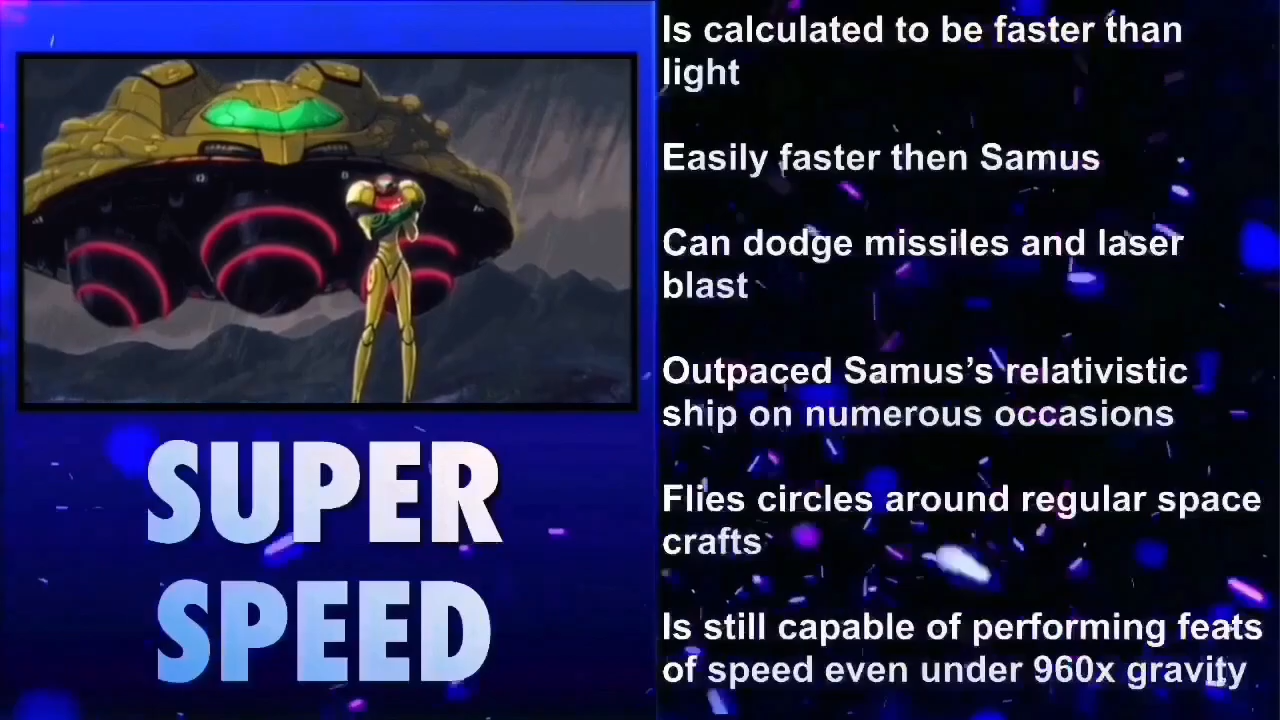 SUPER
SPEED
Is calculated to be faster than
light
Easily faster then Samus
Can dodge missiles and laser
blast
Outpaced Samus’s relativistic
ship on numerous occasions
Flies circles around regular space
crafts
Is still capable of performing feats
of speed even under 960x gravity